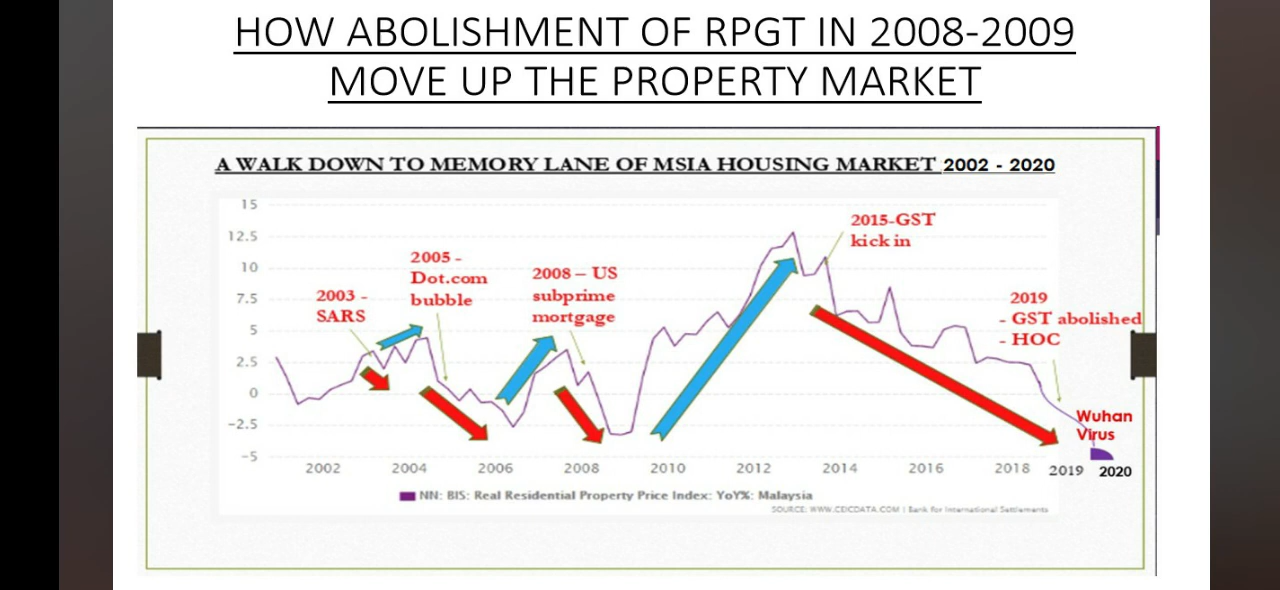 HOW ABOLISHMENT OF RPGT IN 2008-2009
MOVE UP THE PROPERTY MARKET
A WALK DOWN TO MEMORY LANE OF MSIA HOUSING MARKET 2002 - 2020
15
12.5
10
7.5
5
2.5
0
-2.5
-5
2003 -
SARS
2005 -
Dot.com
bubble
2008 – US
subprime
mortgage
2015-GST
kick in
2019
- GST abolished
- HOC
Wuhan
Virus
2002 2004 2006 2008 2010 2012 2014 2016 2018 2019 2020
NN: BIS: Real Residential Property Price Index: YoY%: Malaysia
SOURCE: WWW.CEICDATA.COM | Bank for International Settlements